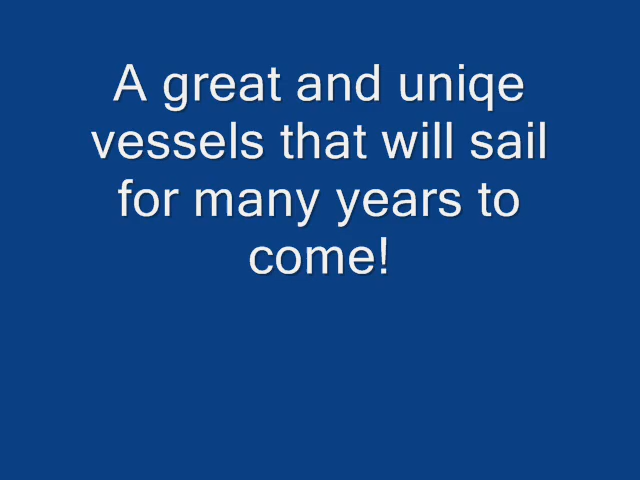 A great and uniqe
vessels that will sail
for many years to
come!